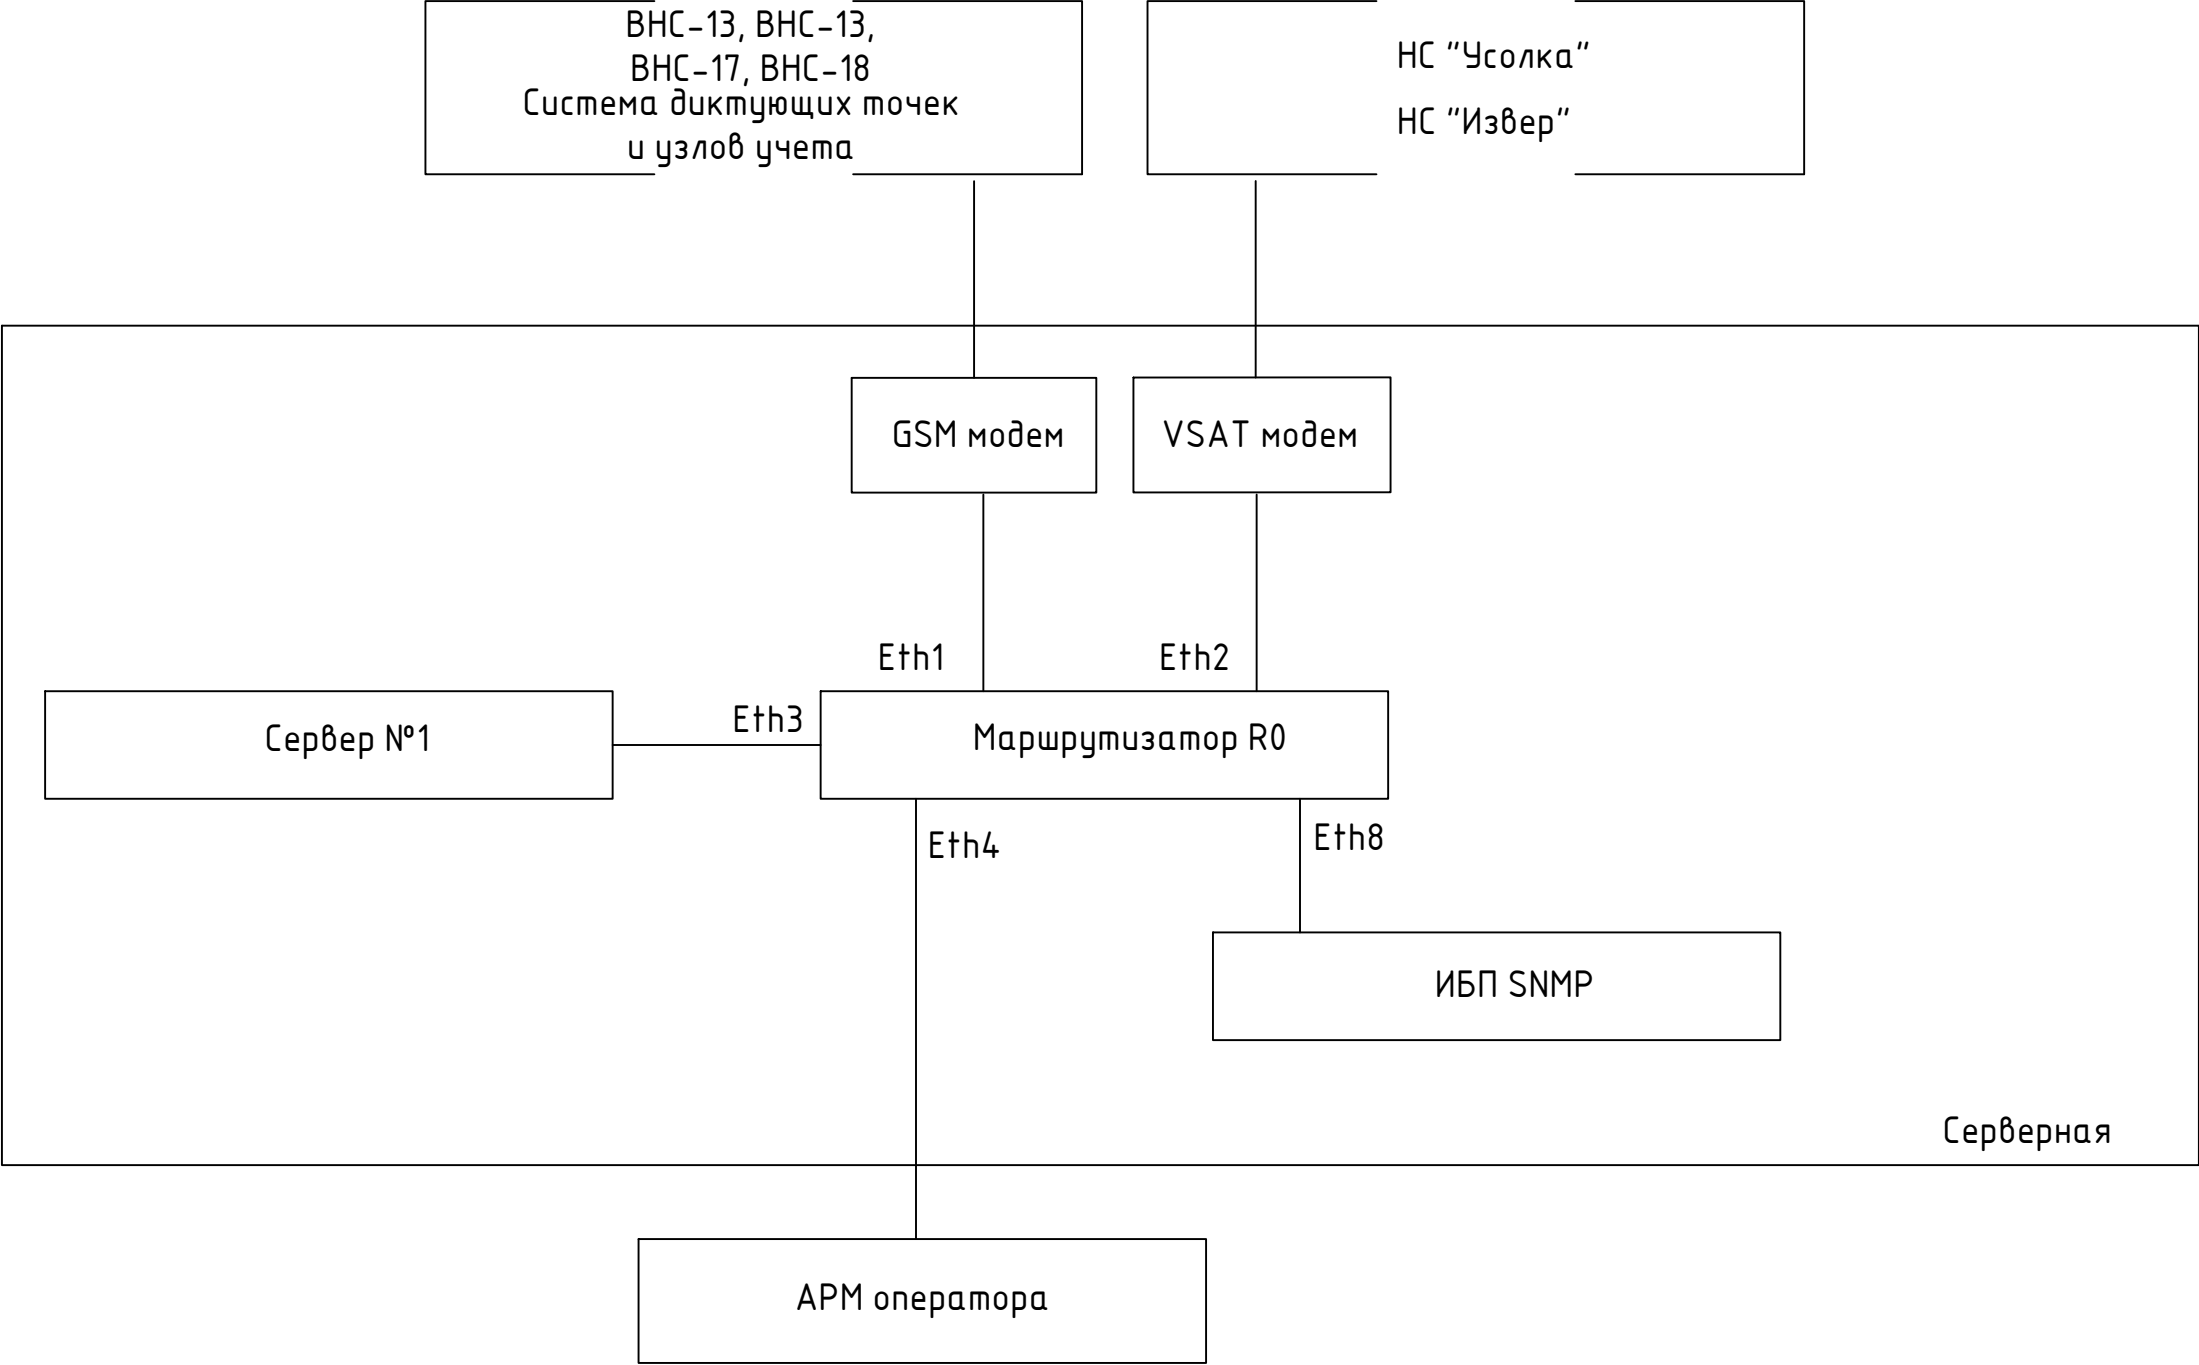 ВНС-13, ВНС-13,
ВНС-17, ВНС-18
Система диктующих точек
и узлов учета
НС "Усолка"
НС "Извер"
GSM модем
VSAT модем
Eth1
Eth2
Сервер №1
Eth3
Маршрутизатор R0
Eth4
Eth8
ИБП SNMP
Серверная
АРМ оператора